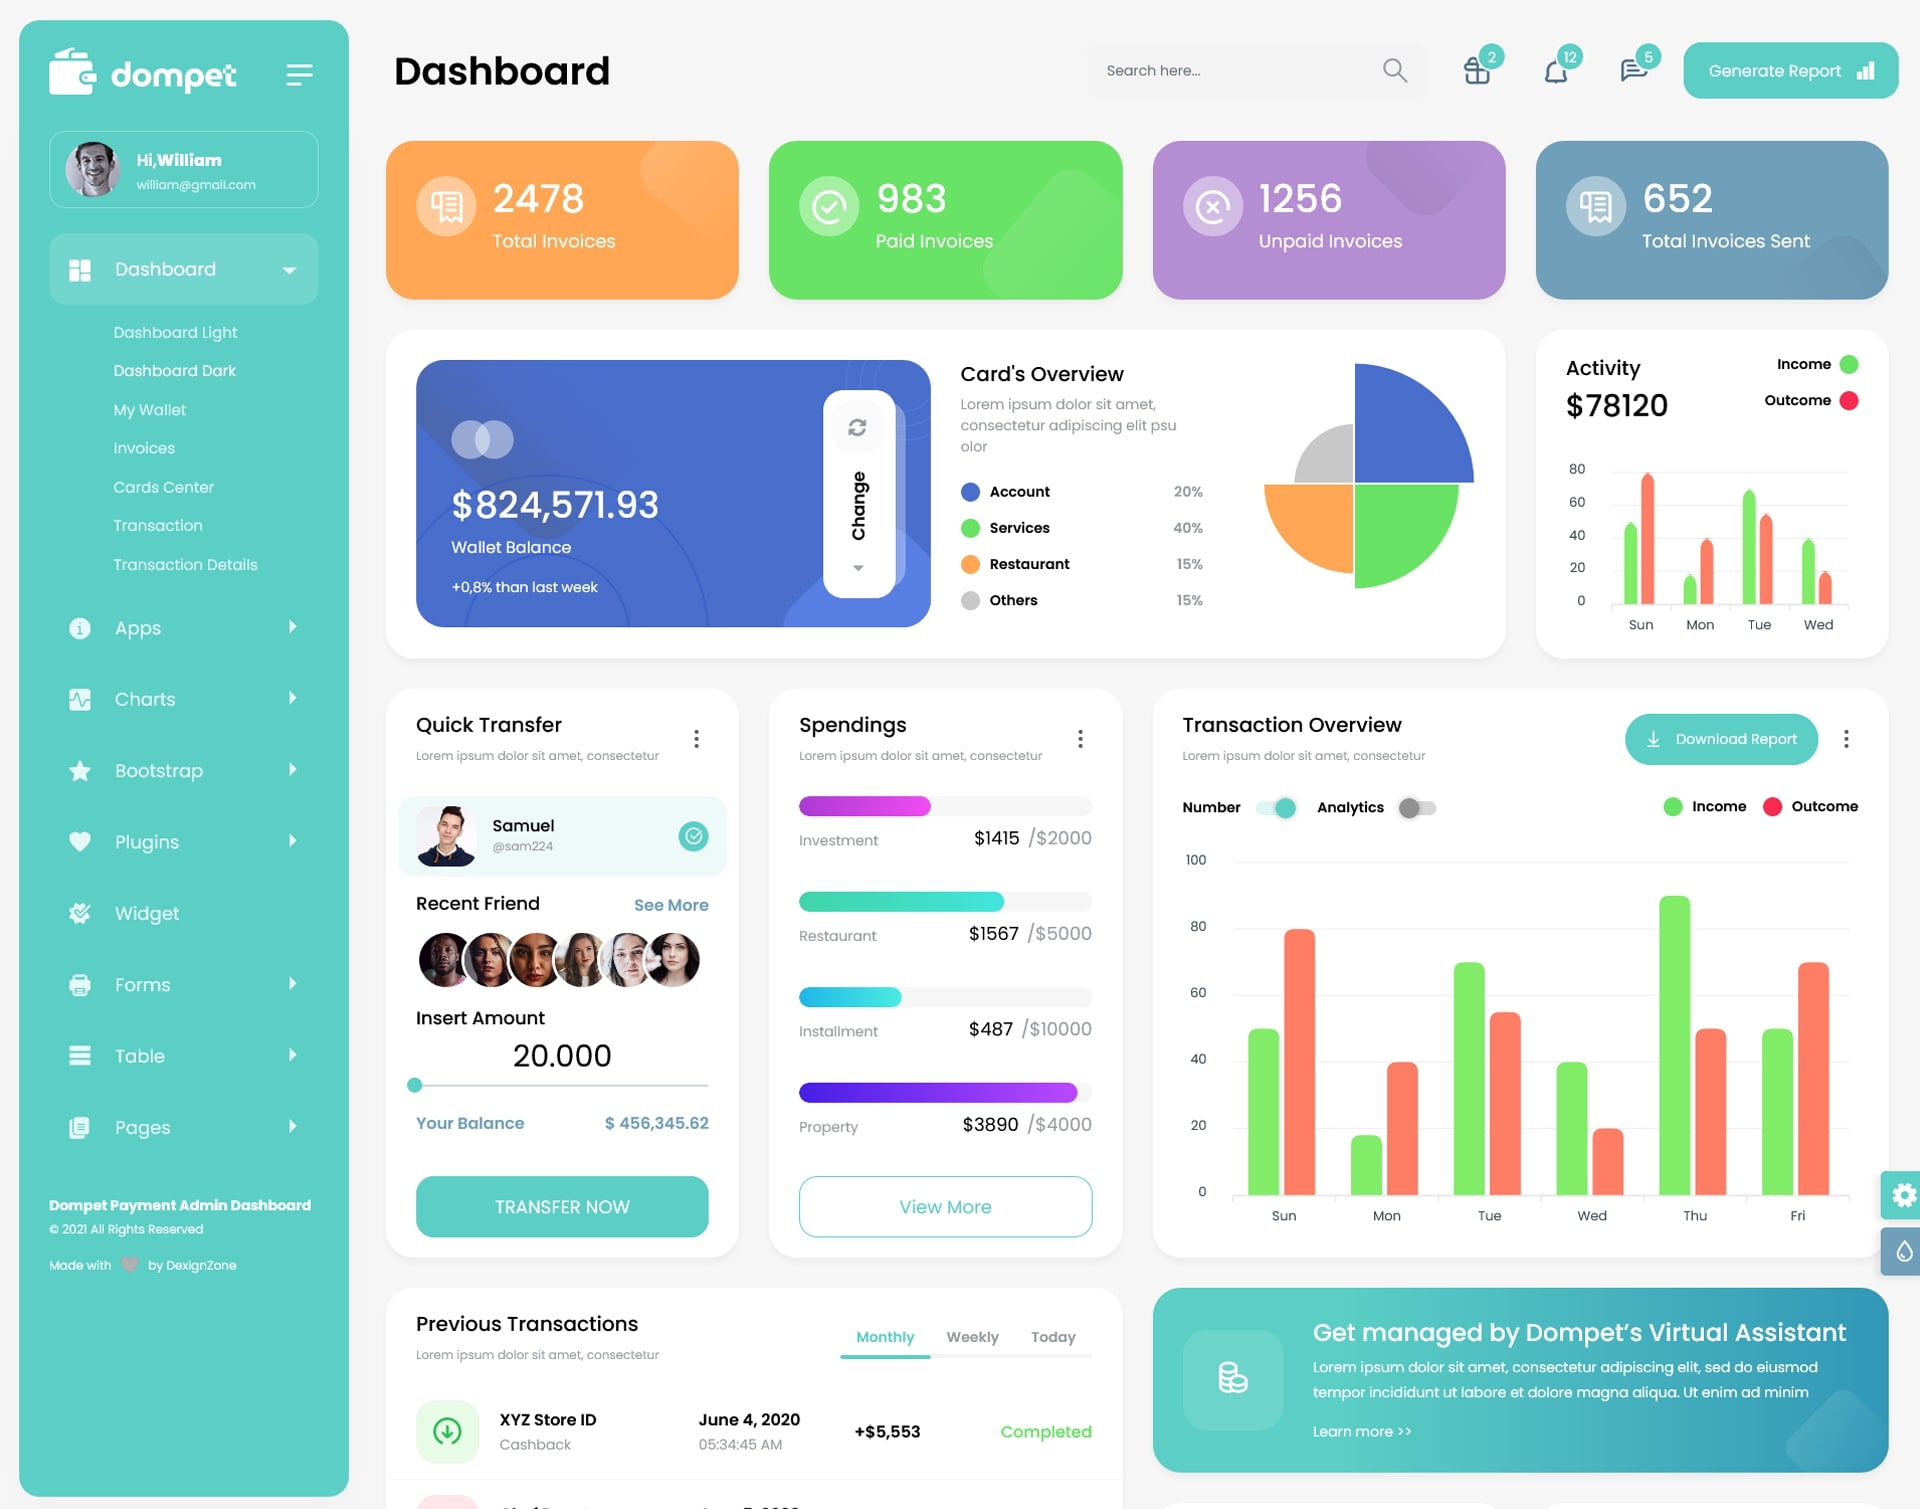 dompet
Hi,William
william@gmail.com
Dashboard
Dashboard Light
Dashboard Dark
My Wallet
Invoices
Cards Center
Transaction
Transaction Details
Apps
Charts
Bootstrap
Plugins
Widget
Forms
Table
Pages
Dompet Payment Admin Dashboard
© 2021 All Rights Reserved
Made with by DexignZone
Dashboard
Search here...
2
12
5
Generate Report
2478
Total Invoices
983
Paid Invoices
1256
Unpaid Invoices
652
Total Invoices Sent
$824,571.93
Wallet Balance
+0,8% than last week
Change
Card's Overview
Lorem ipsum dolor sit amet,
consectetur adipiscing elit psu
olor
Account 20%
Services 40%
Restaurant 15%
Others 15%
Activity
$78120
Income
Outcome
80
60
40
20
0
Sun Mon Tue Wed
Quick Transfer
Lorem ipsum dolor sit amet, consectetur
Samuel
@sam224
Recent Friend See More
Insert Amount
20.000
Your Balance $ 456,345.62
TRANSFER NOW
Spendings
Lorem ipsum dolor sit amet, consectetur
Investment $1415 /$2000
Restaurant $1567 /$5000
Installment $487 /$10000
Property $3890 /$4000
View More
Transaction Overview
Lorem ipsum dolor sit amet, consectetur
Download Report
Number Analytics
Income Outcome
100
80
60
40
20
0
Sun Mon Tue Wed Thu Fri
Previous Transactions
Lorem ipsum dolor sit amet, consectetur
Monthly Weekly Today
XYZ Store ID
Cashback
June 4, 2020
05:34:45 AM
+$5,553
Completed
Get managed by Dompet’s Virtual Assistant
Lorem ipsum dolor sit amet, consectetur adipiscing elit, sed do eiusmod
tempor incididunt ut labore et dolore magna aliqua. Ut enim ad minim
Learn more >>